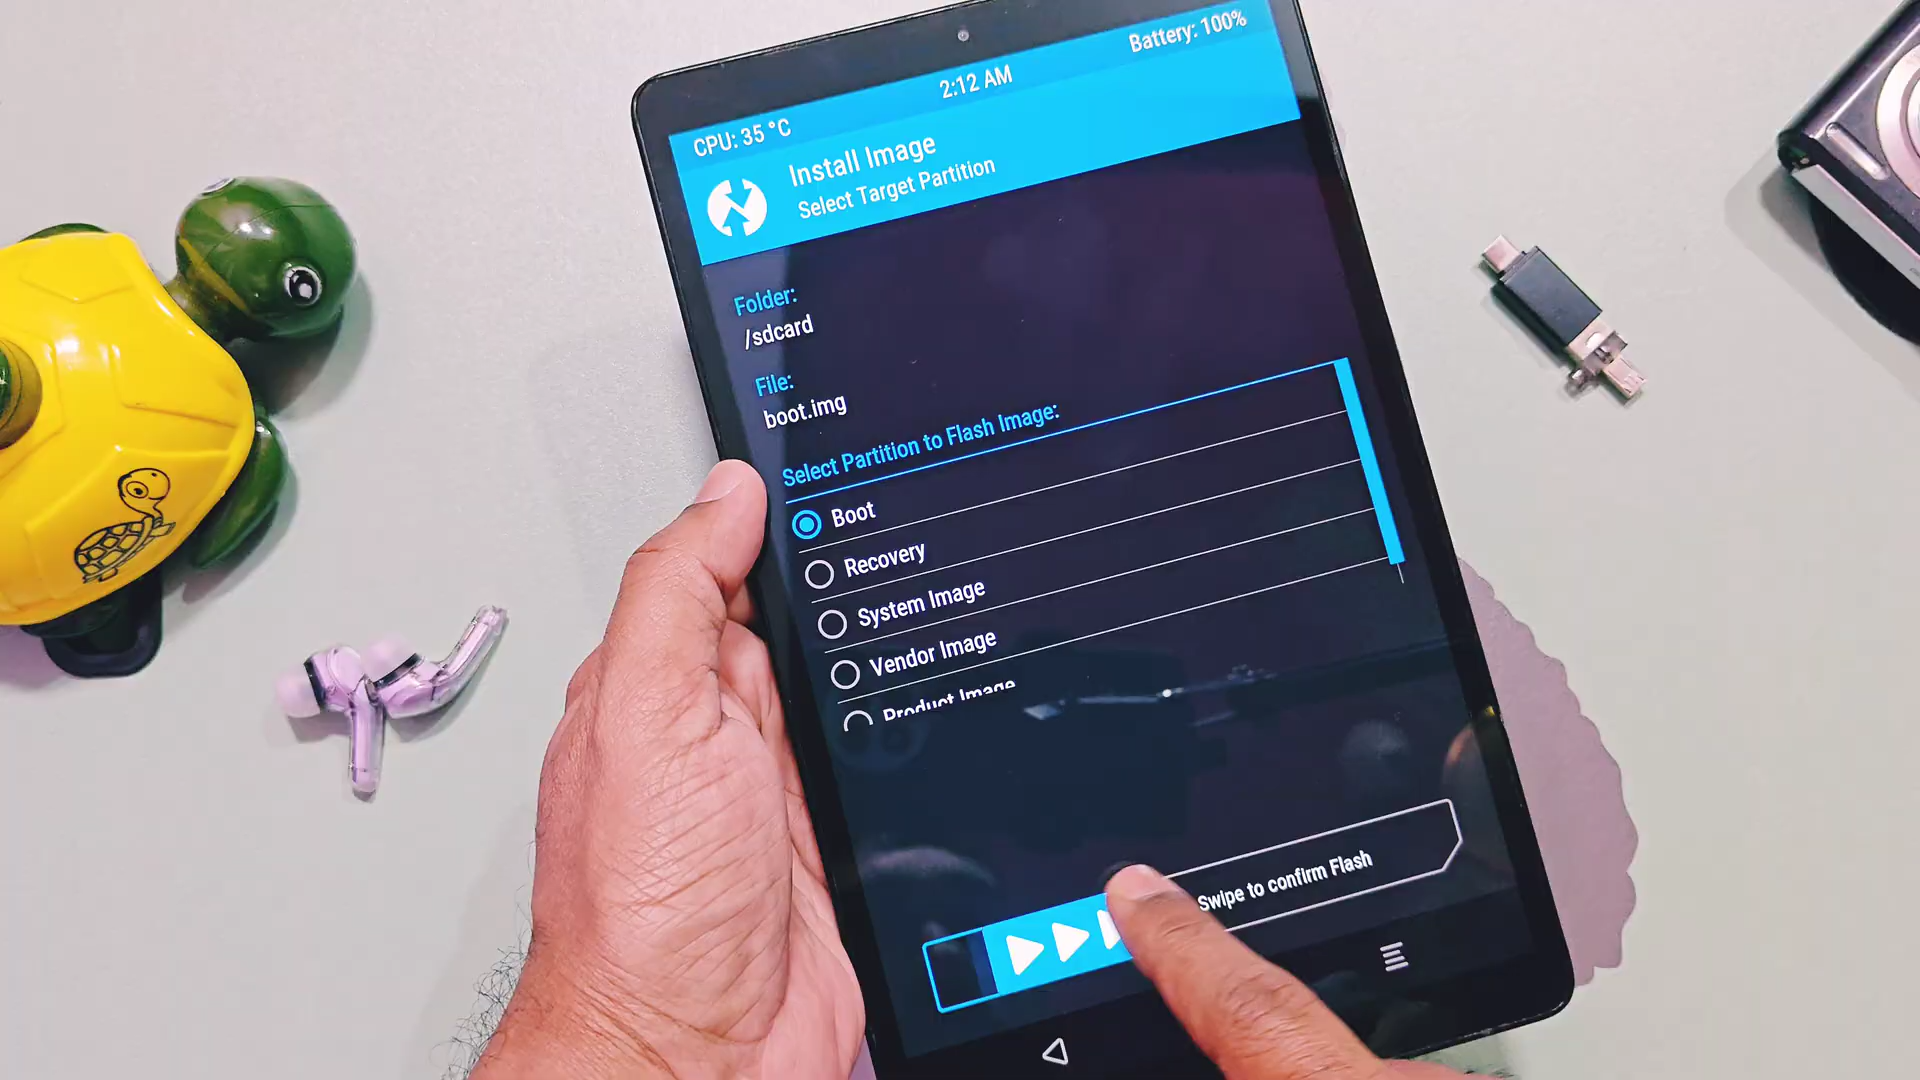 Battery: 100%
2:12 AM
CPU: 35 °C
Install Image
Select Target Partition
Folder:
/sdcard
File:
boot.img
Select Partition to Flash Image:
Boot
Recovery
System Image
Vendor Image
Product Image
Swipe to confirm Flash